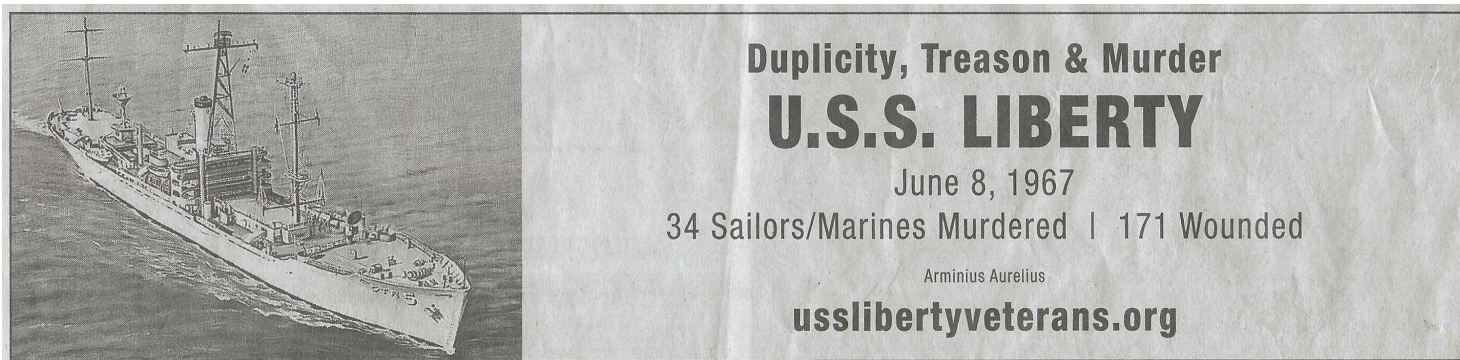 Duplicity, Treason & Murder
U.S.S. LIBERTY
June 8, 1967
34 Sailors/Marines Murdered | 171 Wounded
Arminius Aurelius
usslibertyveterans.org